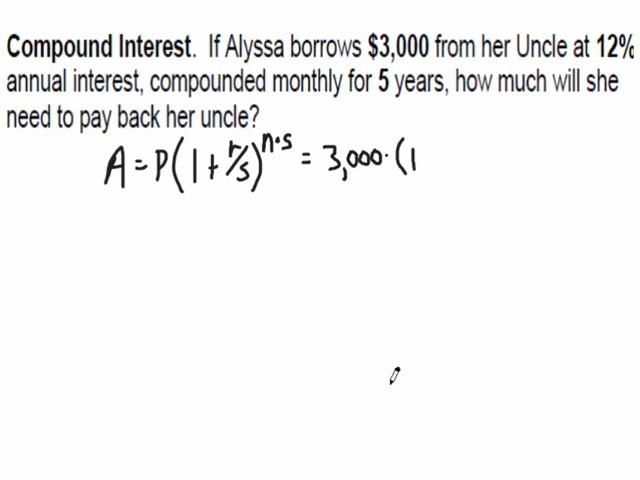 Compound Interest. If Alyssa borrows $3,000 from her Uncle at 12%
annual interest, compounded monthly for 5 years, how much will she
need to pay back her uncle?
A = P(1 + r/s)^n·s = 3,000·(1